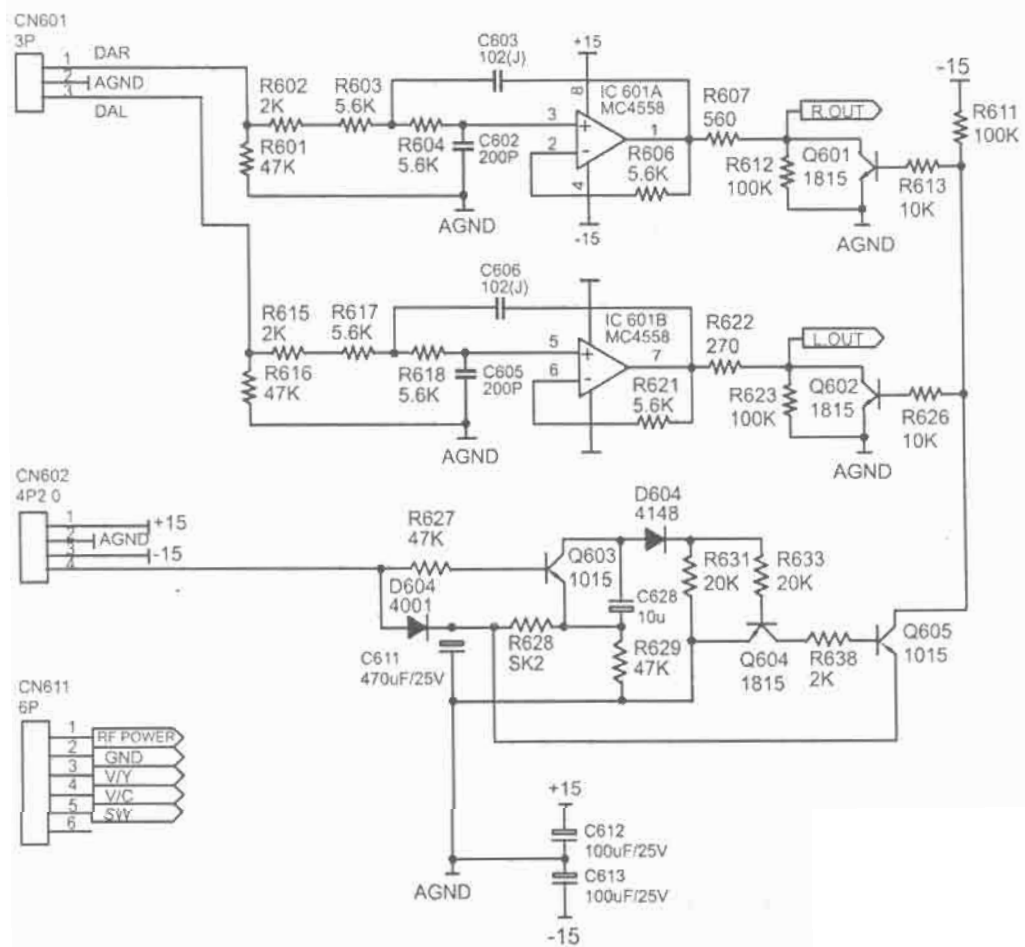 CN601
3P
1
DAR
2
AGND
3
DAL
R602
2K
R603
5.6K
R601
47K
C603
102(J)
R604
5.6K
C602
200P
AGND
+15
8
IC 601A
MC4558
3
+
2
-
1
4
-15
R606
5.6K
R607
560
R.OUT
R612
100K
Q601
1815
AGND
R613
10K
-15
R611
100K
R615
2K
R617
5.6K
R616
47K
C606
102(J)
R618
5.6K
C605
200P
AGND
IC 601B
MC4558
5
+
6
-
7
R621
5.6K
R622
270
L.OUT
R623
100K
Q602
1815
AGND
R626
10K
CN602
4P2 0
1
+15
2
AGND
3
-15
4
R627
47K
D604
4001
C611
470uF/25V
Q603
1015
R628
SK2
D604
4148
C628
10u
R629
47K
R631
20K
R633
20K
Q604
1815
R638
2K
Q605
1015
CN611
6P
1
RF POWER
2
GND
3
V/Y
4
V/C
5
SW
6
AGND
+15
C612
100uF/25V
C613
100uF/25V
-15